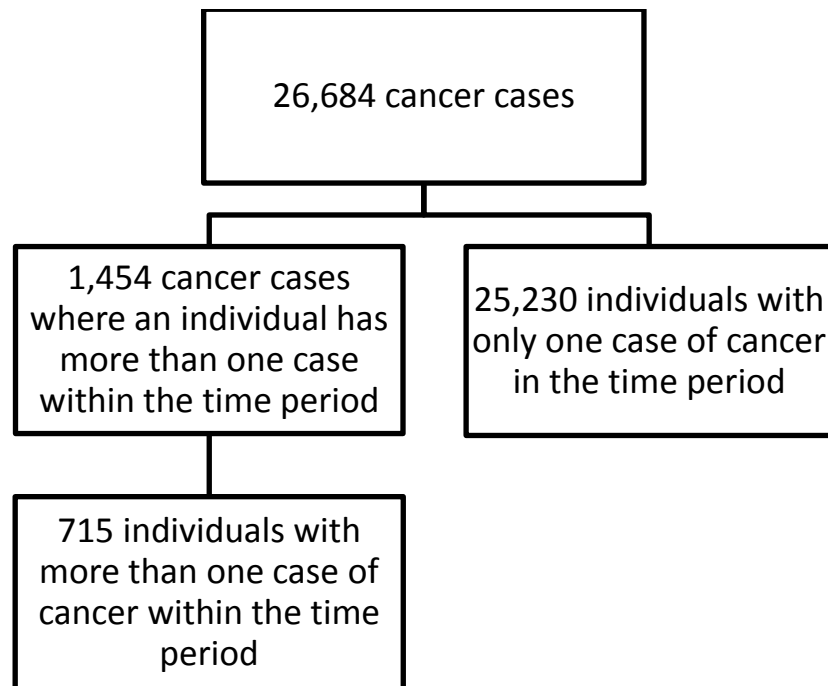 26,684 cancer cases
1,454 cancer cases
where an individual has
more than one case
within the time period
25,230 individuals with
only one case of cancer
in the time period
715 individuals with
more than one case of
cancer within the time
period